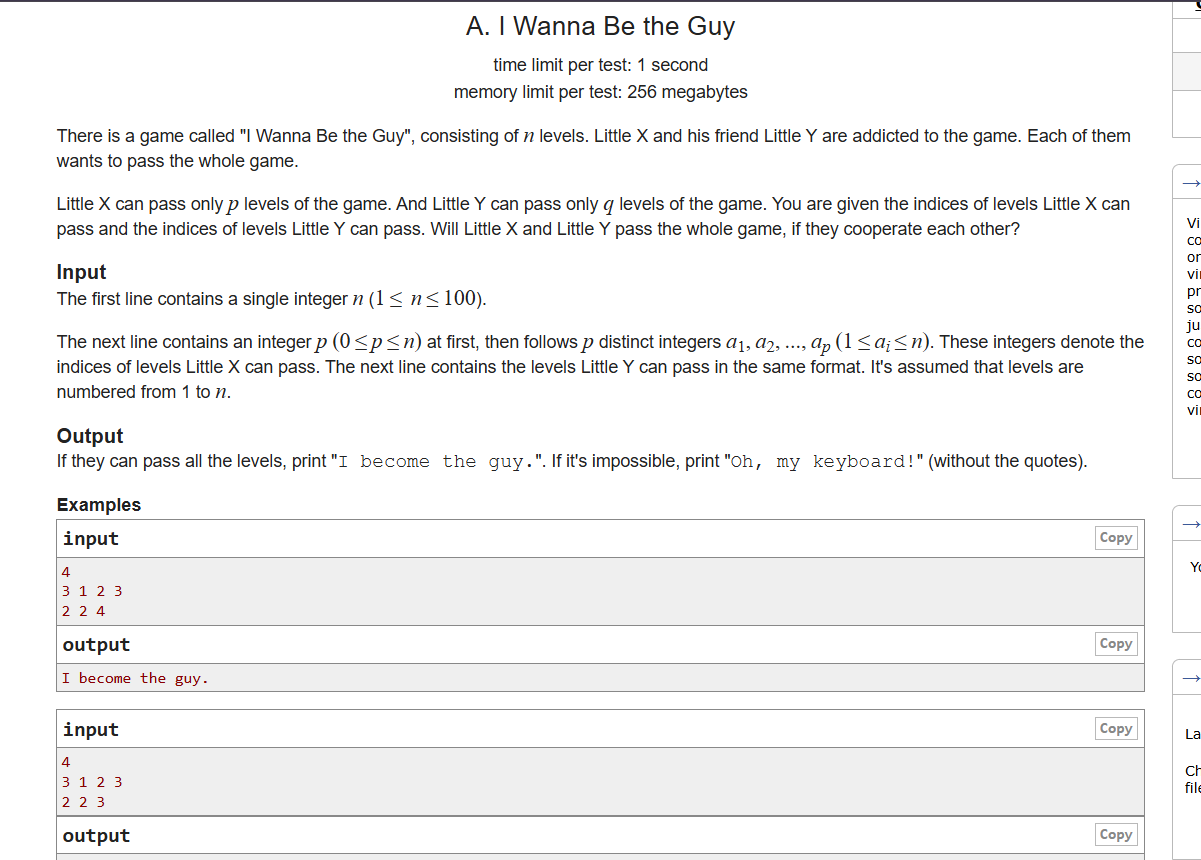 A. I Wanna Be the Guy
time limit per test: 1 second
memory limit per test: 256 megabytes
There is a game called "I Wanna Be the Guy", consisting of n levels. Little X and his friend Little Y are addicted to the game. Each of them
wants to pass the whole game.
Little X can pass only p levels of the game. And Little Y can pass only q levels of the game. You are given the indices of levels Little X can
pass and the indices of levels Little Y can pass. Will Little X and Little Y pass the whole game, if they cooperate each other?
Input
The first line contains a single integer n (1 ≤ n ≤ 100).
The next line contains an integer p (0 ≤ p ≤ n) at first, then follows p distinct integers a1, a2, ..., ap (1 ≤ ai ≤ n). These integers denote the
indices of levels Little X can pass. The next line contains the levels Little Y can pass in the same format. It's assumed that levels are
numbered from 1 to n.
Output
If they can pass all the levels, print "I become the guy.". If it's impossible, print "Oh, my keyboard!" (without the quotes).
Examples
input
Copy
4
3 1 2 3
2 2 4
output
Copy
I become the guy.
input
Copy
4
3 1 2 3
2 2 3
output
Copy
→
Vi
co
or
vi
pr
so
ju
co
so
so
co
vi
→
Yo
→
La
Ch
file